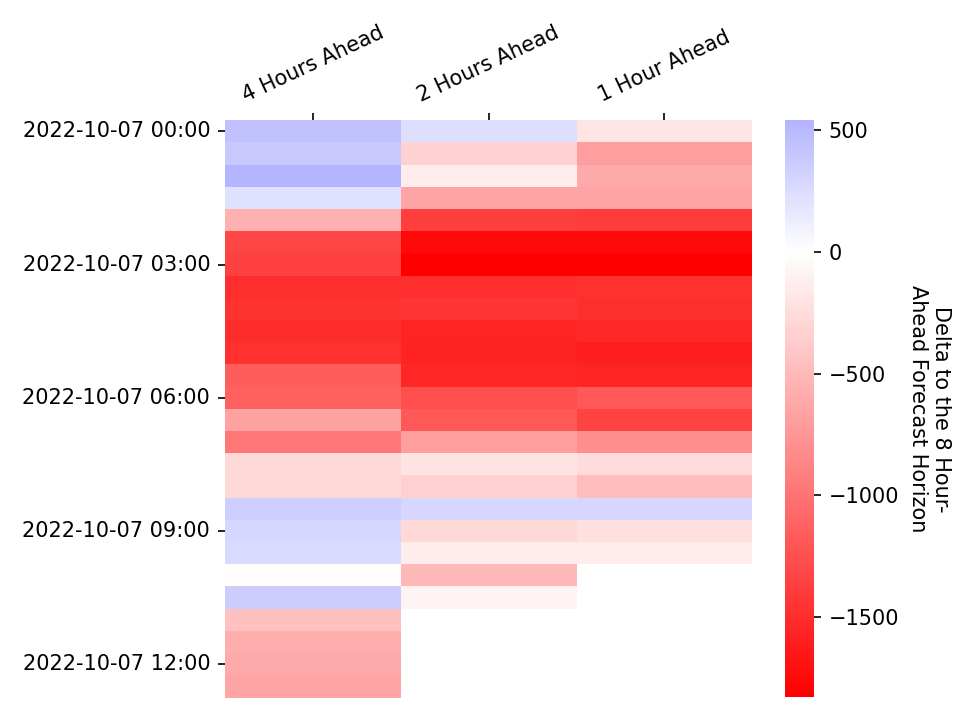 4 Hours Ahead
2 Hours Ahead
1 Hour Ahead
2022-10-07 00:00
2022-10-07 03:00
2022-10-07 06:00
2022-10-07 09:00
2022-10-07 12:00
500
0
−500
−1000
−1500
Delta to the 8 Hour-
Ahead Forecast Horizon